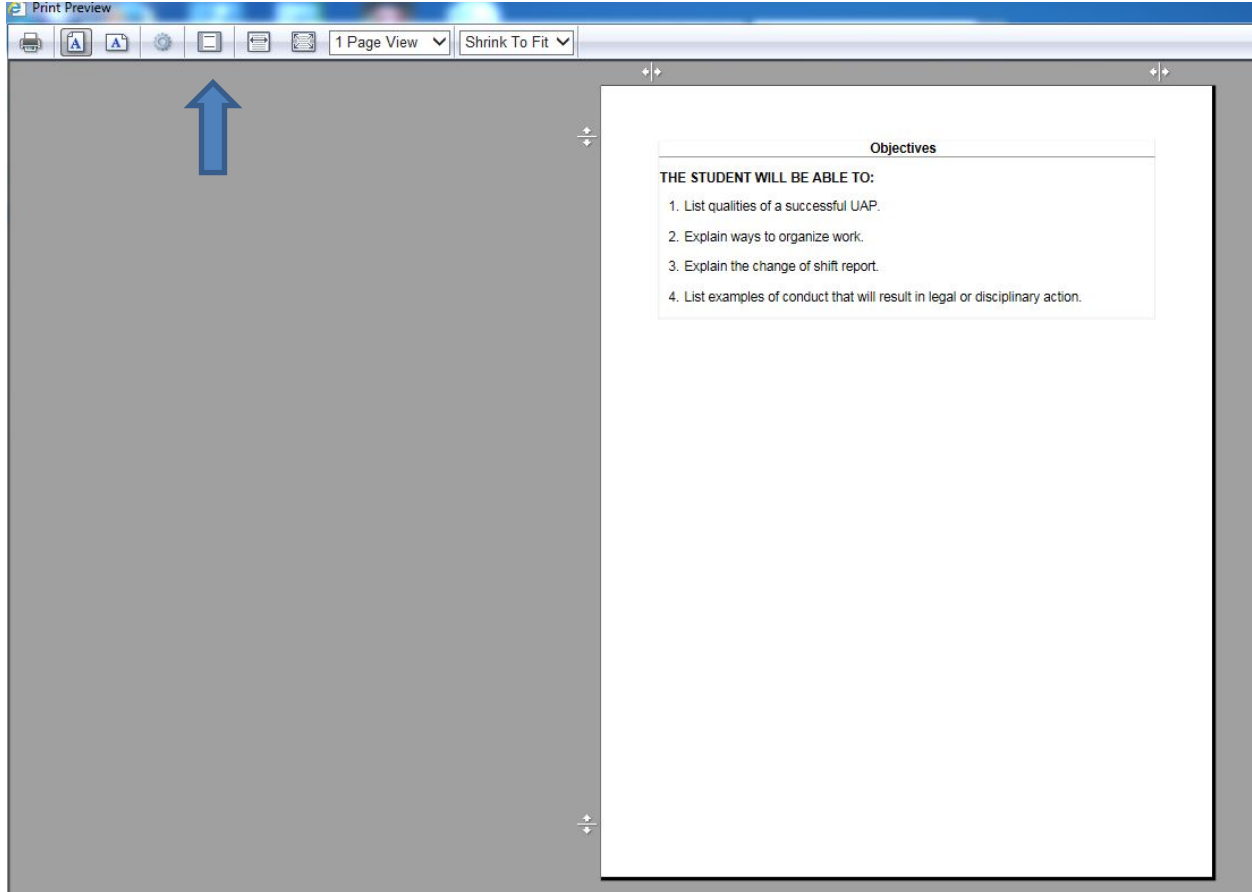 Print Preview
1 Page View Shrink To Fit
Objectives
THE STUDENT WILL BE ABLE TO:
1. List qualities of a successful UAP.
2. Explain ways to organize work.
3. Explain the change of shift report.
4. List examples of conduct that will result in legal or disciplinary action.